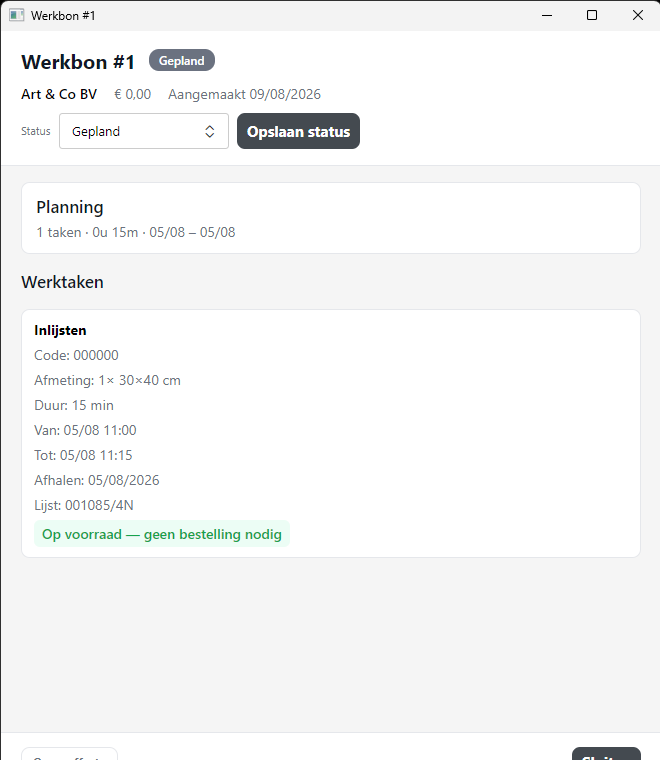 Werkbon #1
Werkbon #1 Gepland
Art & Co BV € 0,00 Aangemaakt 09/08/2026
Status Gepland Opslaan status
Planning
1 taken · 0u 15m · 05/08 – 05/08
Werktaken
Inlijsten
Code: 000000
Afmeting: 1× 30×40 cm
Duur: 15 min
Van: 05/08 11:00
Tot: 05/08 11:15
Afhalen: 05/08/2026
Lijst: 001085/4N
Op voorraad — geen bestelling nodig